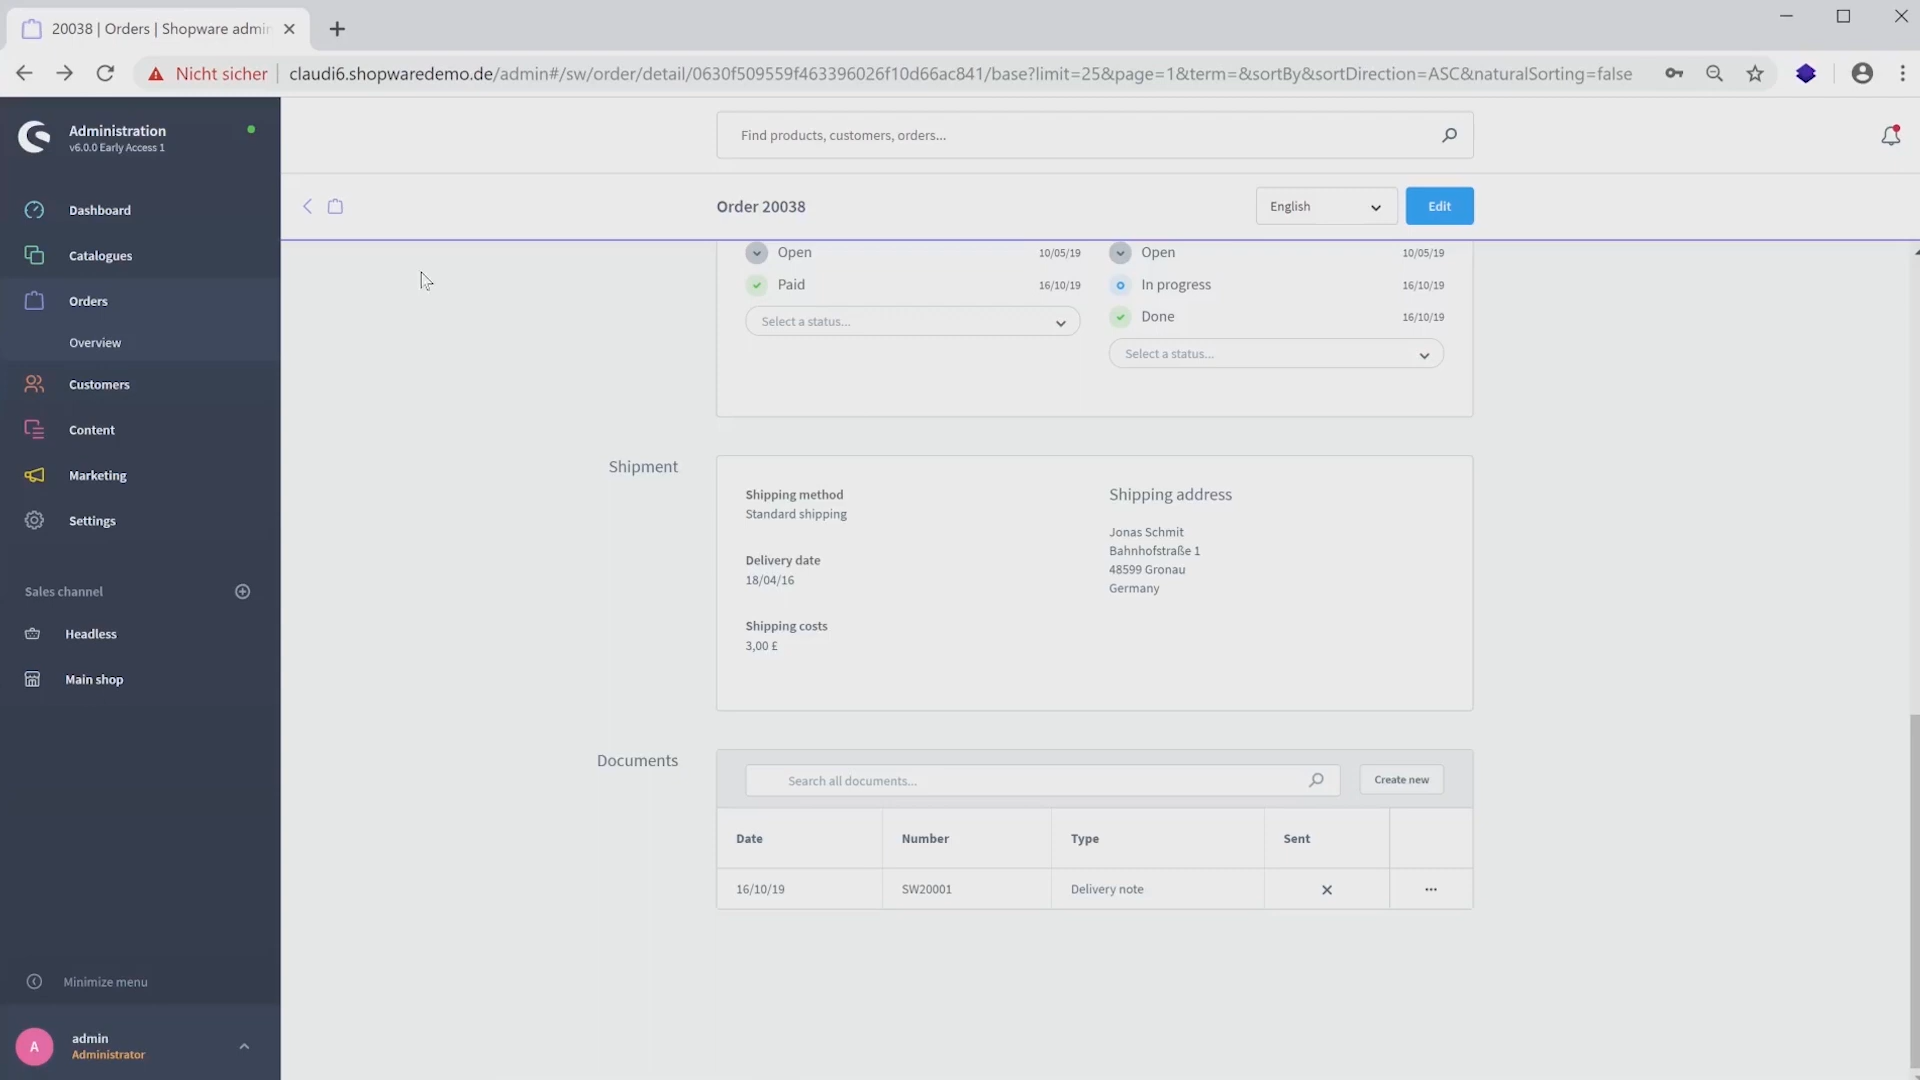 20038 | Orders | Shopware admin
Nicht sicher
claudi6.shopwaredemo.de/admin#/sw/order/detail/0630f509559f463396026f10d66ac841/base?limit=25&page=1&term=&sortBy&sortDirection=ASC&naturalSorting=false
Administration
v6.0.0 Early Access 1
Find products, customers, orders...
Order 20038
English
Edit
Dashboard
Catalogues
Orders
Overview
Customers
Content
Marketing
Settings
Sales channel
Headless
Main shop
Minimize menu
A
admin
Administrator
Open 10/05/19
Paid 16/10/19
Select a status...
Open 10/05/19
In progress 16/10/19
Done 16/10/19
Select a status...
Shipment
Shipping method
Standard shipping
Delivery date
18/04/16
Shipping costs
3,00 £
Shipping address
Jonas Schmit
Bahnhofstraße 1
48599 Gronau
Germany
Documents
Search all documents...
Create new
Date Number Type Sent
16/10/19 SW20001 Delivery note